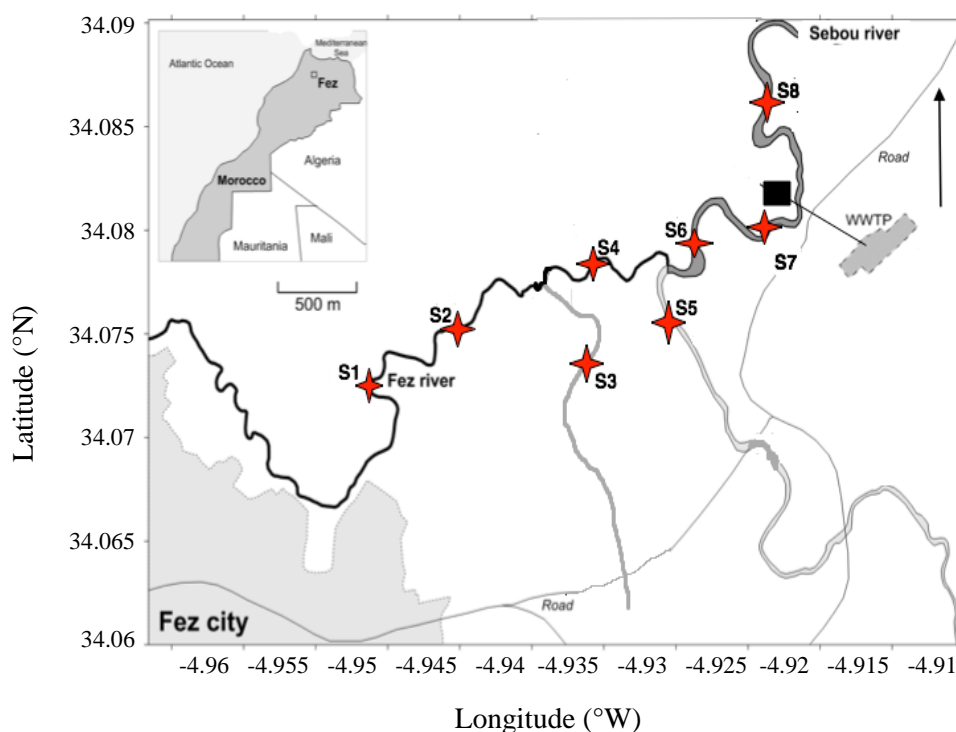 34.09
34.085
34.08
34.075
34.07
34.065
34.06
Latitude (°N)
Mediterranean
Sea
Atlantic Ocean
Fez
Algeria
Morocco
Mali
Mauritania
500 m
Sebou river
S8
Road
WWTP
S7
S6
S4
S5
S2
S3
S1
Fez river
Road
Fez city
-4.96 -4.955 -4.95 -4.945 -4.94 -4.935 -4.93 -4.925 -4.92 -4.915 -4.91
Longitude (°W)